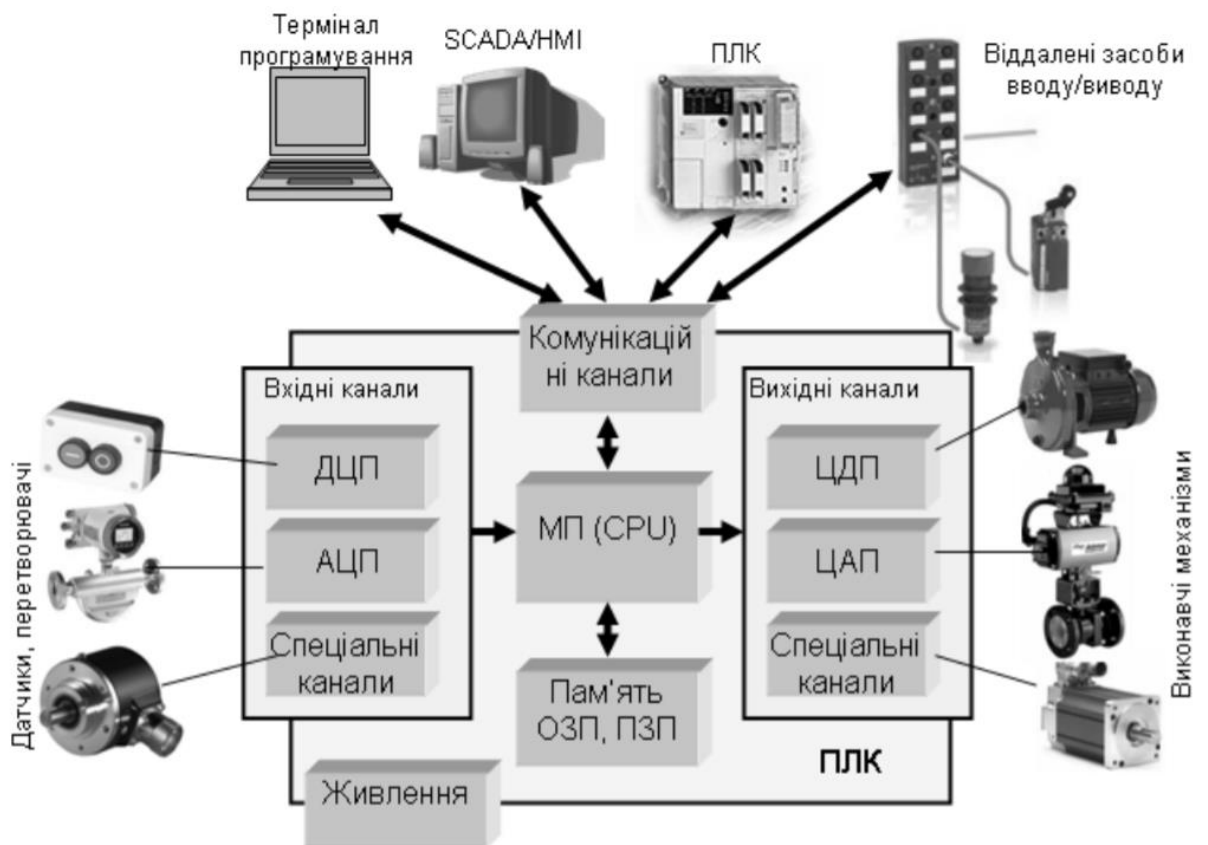 Термінал
програмування
SCADA/HMI
ПЛК
Віддалені засоби
вводу/виводу
Комунікацій
ні канали
Вхідні канали
ДЦП
АЦП
Спеціальні
канали
МП (CPU)
Пам'ять
ОЗП, ПЗП
Вихідні канали
ЦДП
ЦАП
Спеціальні
канали
Датчики, перетворювачі
Виконавчі механізми
ПЛК
Живлення